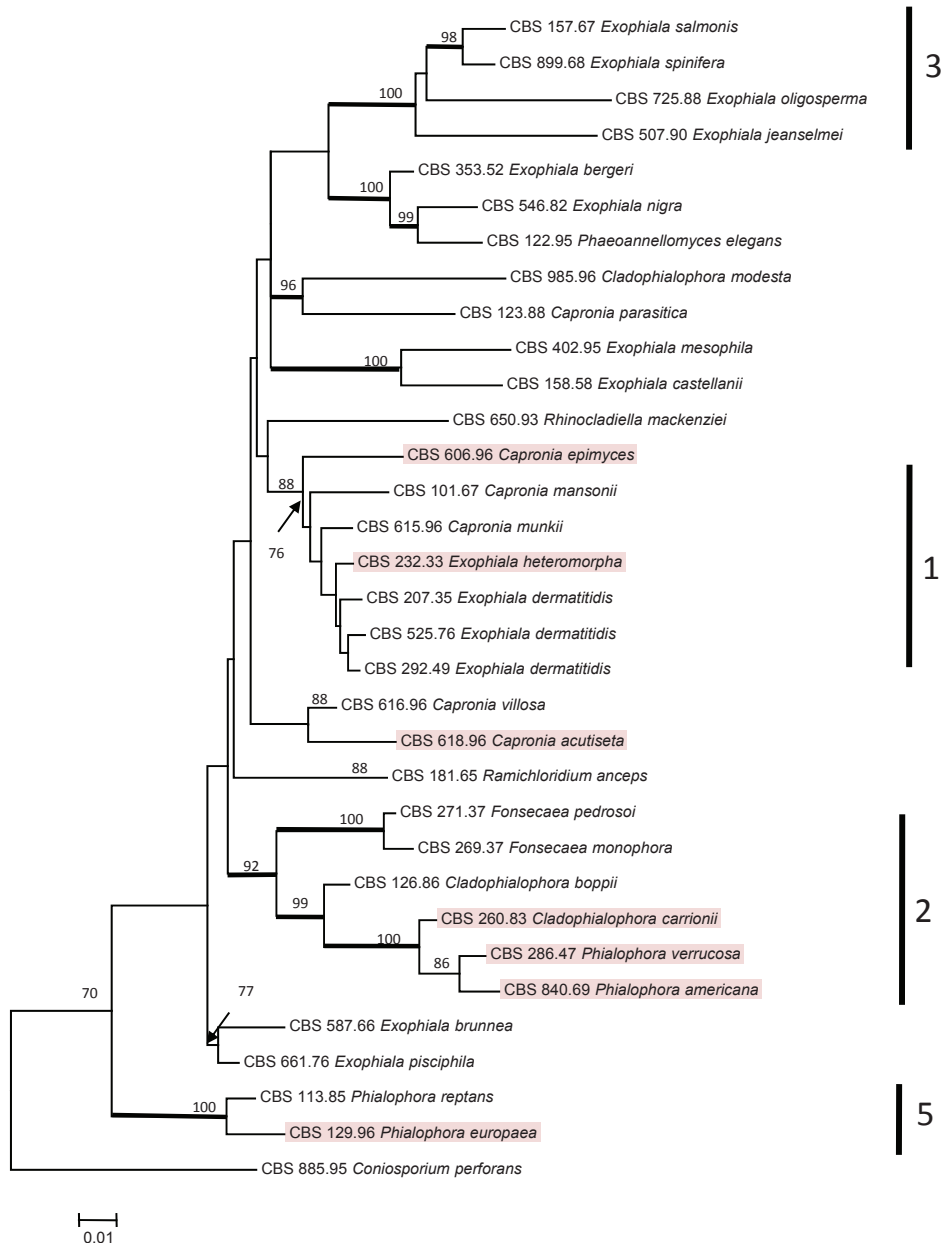 98
CBS 157.67 Exophiala salmonis
CBS 899.68 Exophiala spinifera
3
100
CBS 725.88 Exophiala oligosperma
CBS 507.90 Exophiala jeanselmei
CBS 353.52 Exophiala bergeri
100
CBS 546.82 Exophiala nigra
99
CBS 122.95 Phaeoannellomyces elegans
CBS 985.96 Cladophialophora modesta
96
CBS 123.88 Capronia parasitica
CBS 402.95 Exophiala mesophila
100
CBS 158.58 Exophiala castellanii
CBS 650.93 Rhinocladiella mackenziei
CBS 606.96 Capronia epimyces
88
CBS 101.67 Capronia mansonii
CBS 615.96 Capronia munkii
76
CBS 232.33 Exophiala heteromorpha
1
CBS 207.35 Exophiala dermatitidis
CBS 525.76 Exophiala dermatitidis
CBS 292.49 Exophiala dermatitidis
88
CBS 616.96 Capronia villosa
CBS 618.96 Capronia acutiseta
88
CBS 181.65 Ramichloridium anceps
CBS 271.37 Fonsecaea pedrosoi
100
CBS 269.37 Fonsecaea monophora
92
CBS 126.86 Cladophialophora boppii
99
CBS 260.83 Cladophialophora carrionii
2
100
CBS 286.47 Phialophora verrucosa
86
CBS 840.69 Phialophora americana
70
77
CBS 587.66 Exophiala brunnea
CBS 661.76 Exophiala pisciphila
CBS 113.85 Phialophora reptans
100
5
CBS 129.96 Phialophora europaea
CBS 885.95 Coniosporium perforans
0.01